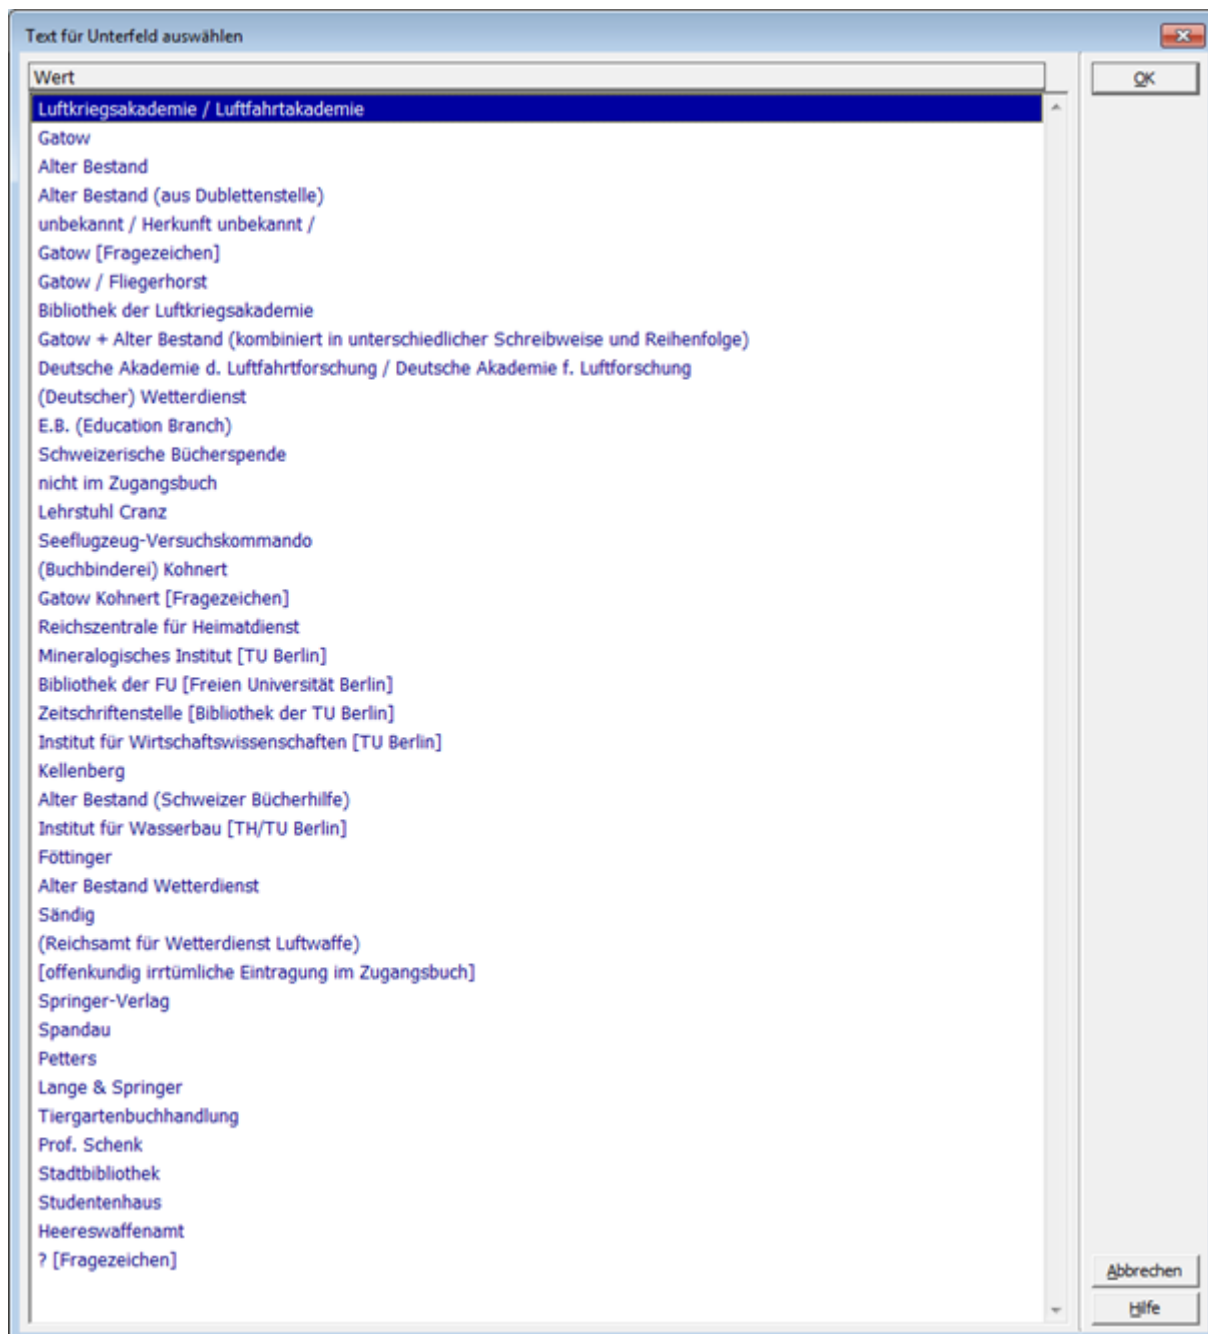 Text für Unterfeld auswählen
Wert
OK
Luftkriegsakademie / Luftfahrtakademie
Gatow
Alter Bestand
Alter Bestand (aus Dublettenstelle)
unbekannt / Herkunft unbekannt /
Gatow [Fragezeichen]
Gatow / Fliegerhorst
Bibliothek der Luftkriegsakademie
Gatow + Alter Bestand (kombiniert in unterschiedlicher Schreibweise und Reihenfolge)
Deutsche Akademie d. Luftfahrtforschung / Deutsche Akademie f. Luftforschung
(Deutscher) Wetterdienst
E.B. (Education Branch)
Schweizerische Bücherspende
nicht im Zugangsbuch
Lehrstuhl Cranz
Seeflugzeug-Versuchskommando
(Buchbinderei) Kohnert
Gatow Kohnert [Fragezeichen]
Reichszentrale für Heimatdienst
Mineralogisches Institut [TU Berlin]
Bibliothek der FU [Freien Universität Berlin]
Zeitschriftenstelle [Bibliothek der TU Berlin]
Institut für Wirtschaftswissenschaften [TU Berlin]
Kellenberg
Alter Bestand (Schweizer Bücherhilfe)
Institut für Wasserbau [TH/TU Berlin]
Föttinger
Alter Bestand Wetterdienst
Sändig
(Reichsamt für Wetterdienst Luftwaffe)
[offenkundig irrtümliche Eintragung im Zugangsbuch]
Springer-Verlag
Spandau
Petters
Lange & Springer
Tiergartenbuchhandlung
Prof. Schenk
Stadtbibliothek
Studentenhaus
Heereswaffenamt
? [Fragezeichen]
Abbrechen
Hilfe